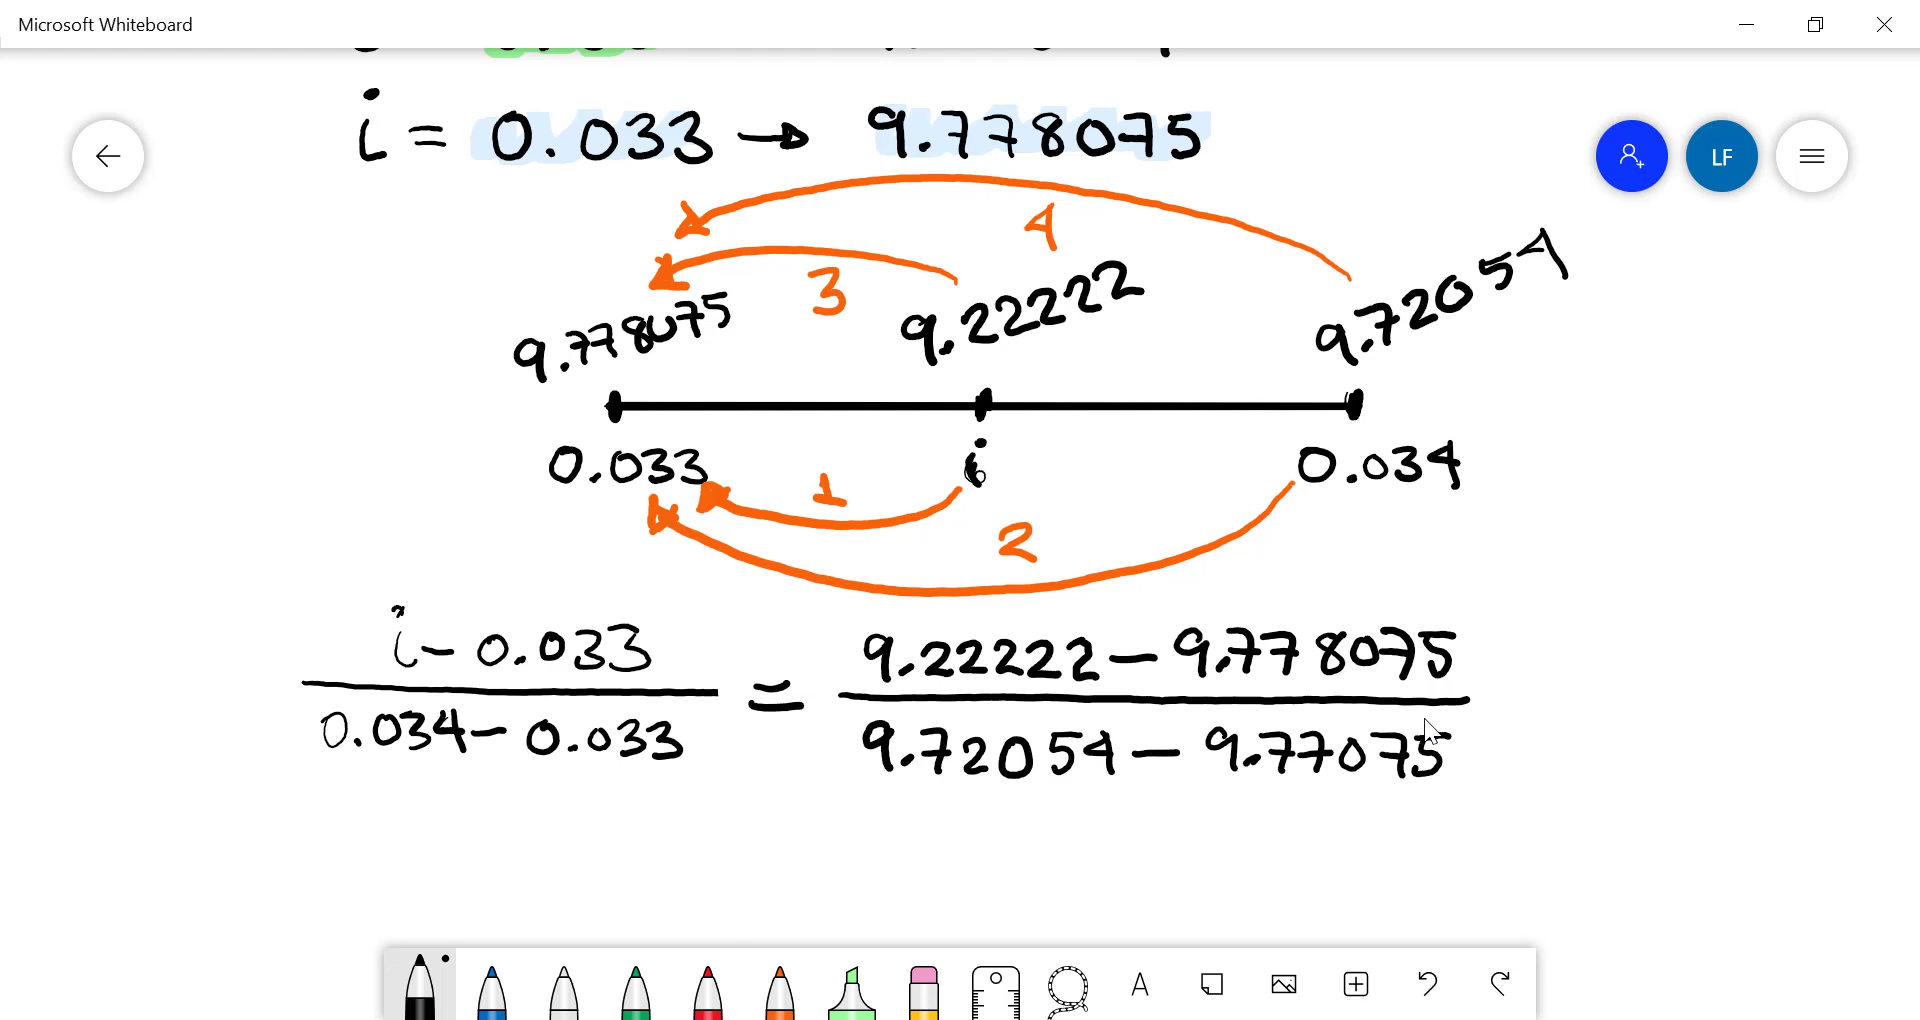 Microsoft Whiteboard
i = 0.033 → 9.778075
LF
4
3
9.778075 9.22222 9.72054
0.033 i 0.034
1
2
i - 0.033 / 0.034 - 0.033 = 9.22222 - 9.778075 / 9.72054 - 9.77075
A